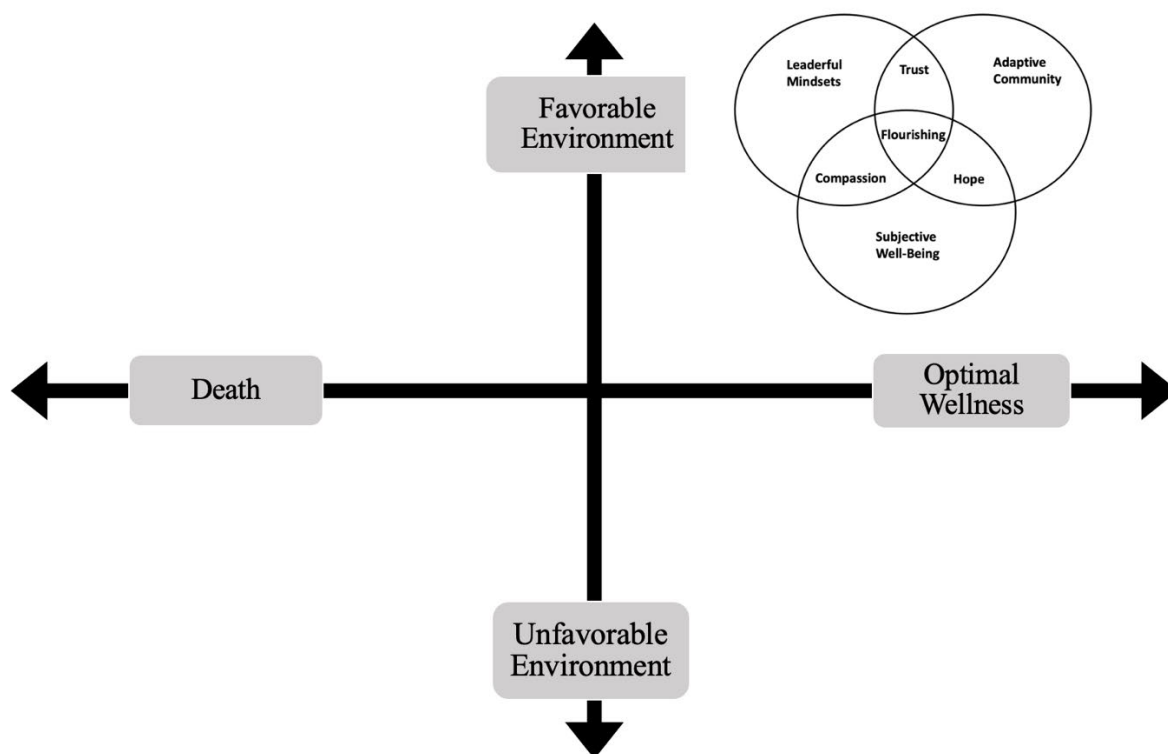 Favorable
Environment
Leaderful
Mindsets
Trust
Adaptive
Community
Flourishing
Compassion
Hope
Subjective
Well-Being
Death
Optimal
Wellness
Unfavorable
Environment